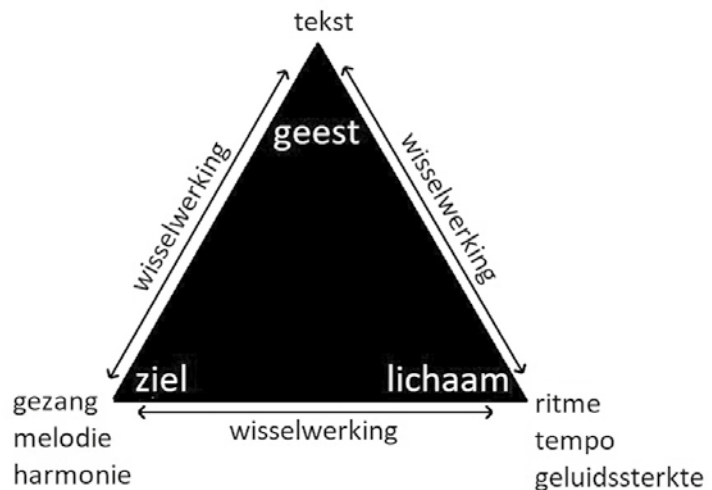 tekst
geest
wisselwerking
wisselwerking
ziel
lichaam
gezang
melodie
harmonie
wisselwerking
ritme
tempo
geluidssterkte